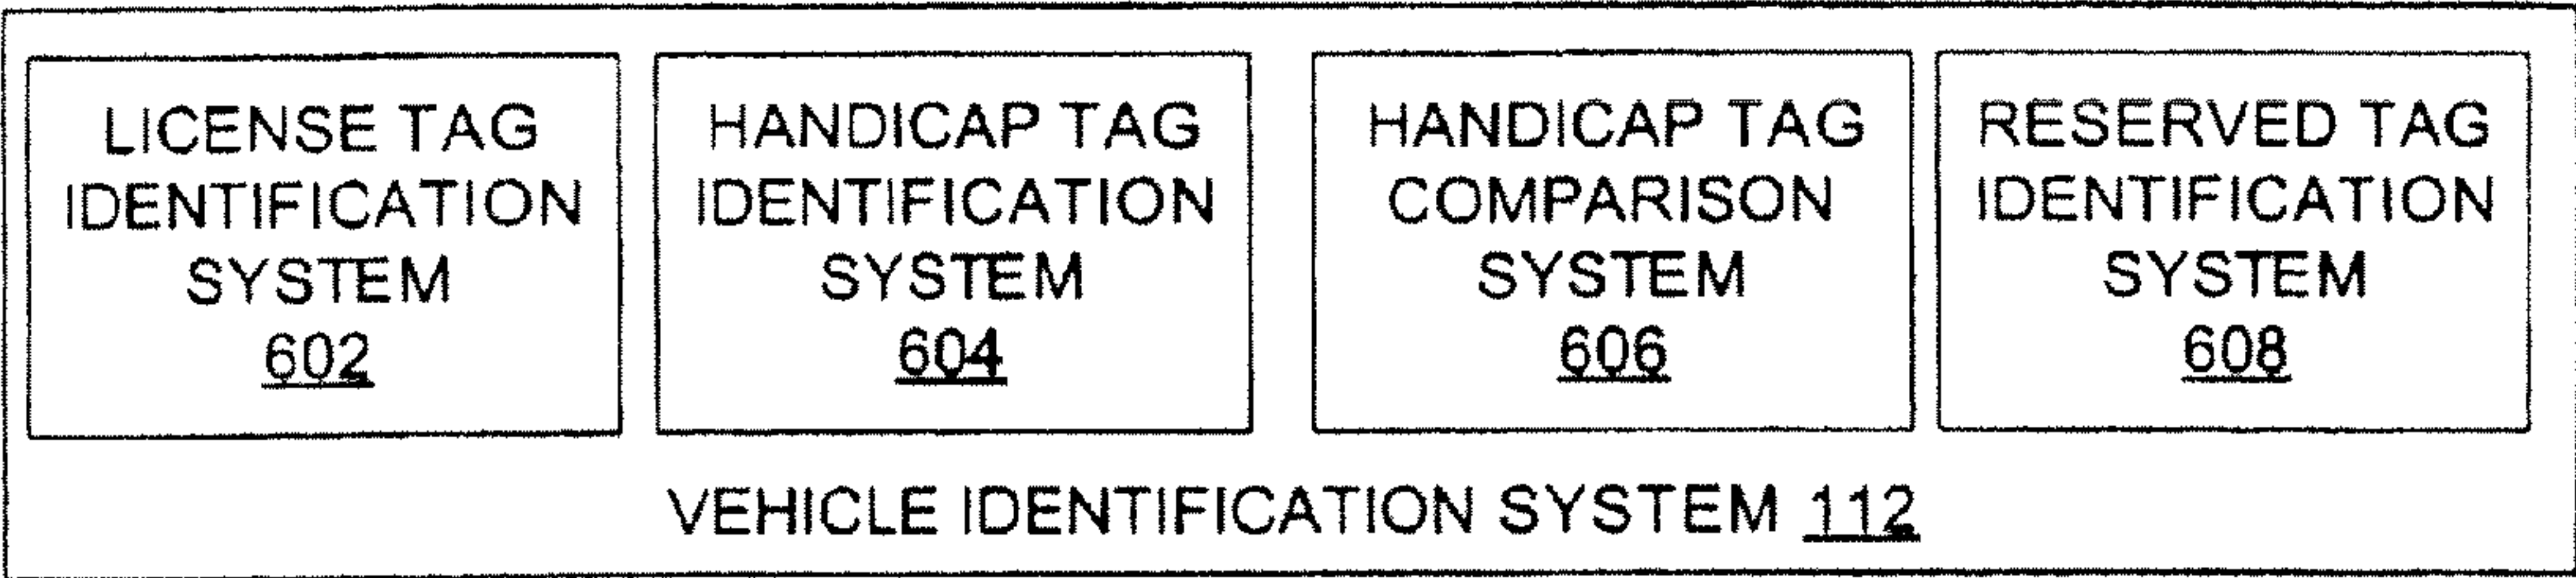 LICENSE TAG
IDENTIFICATION
SYSTEM
602
HANDICAP TAG
IDENTIFICATION
SYSTEM
604
HANDICAP TAG
COMPARISON
SYSTEM
606
RESERVED TAG
IDENTIFICATION
SYSTEM
608
VEHICLE IDENTIFICATION SYSTEM 112